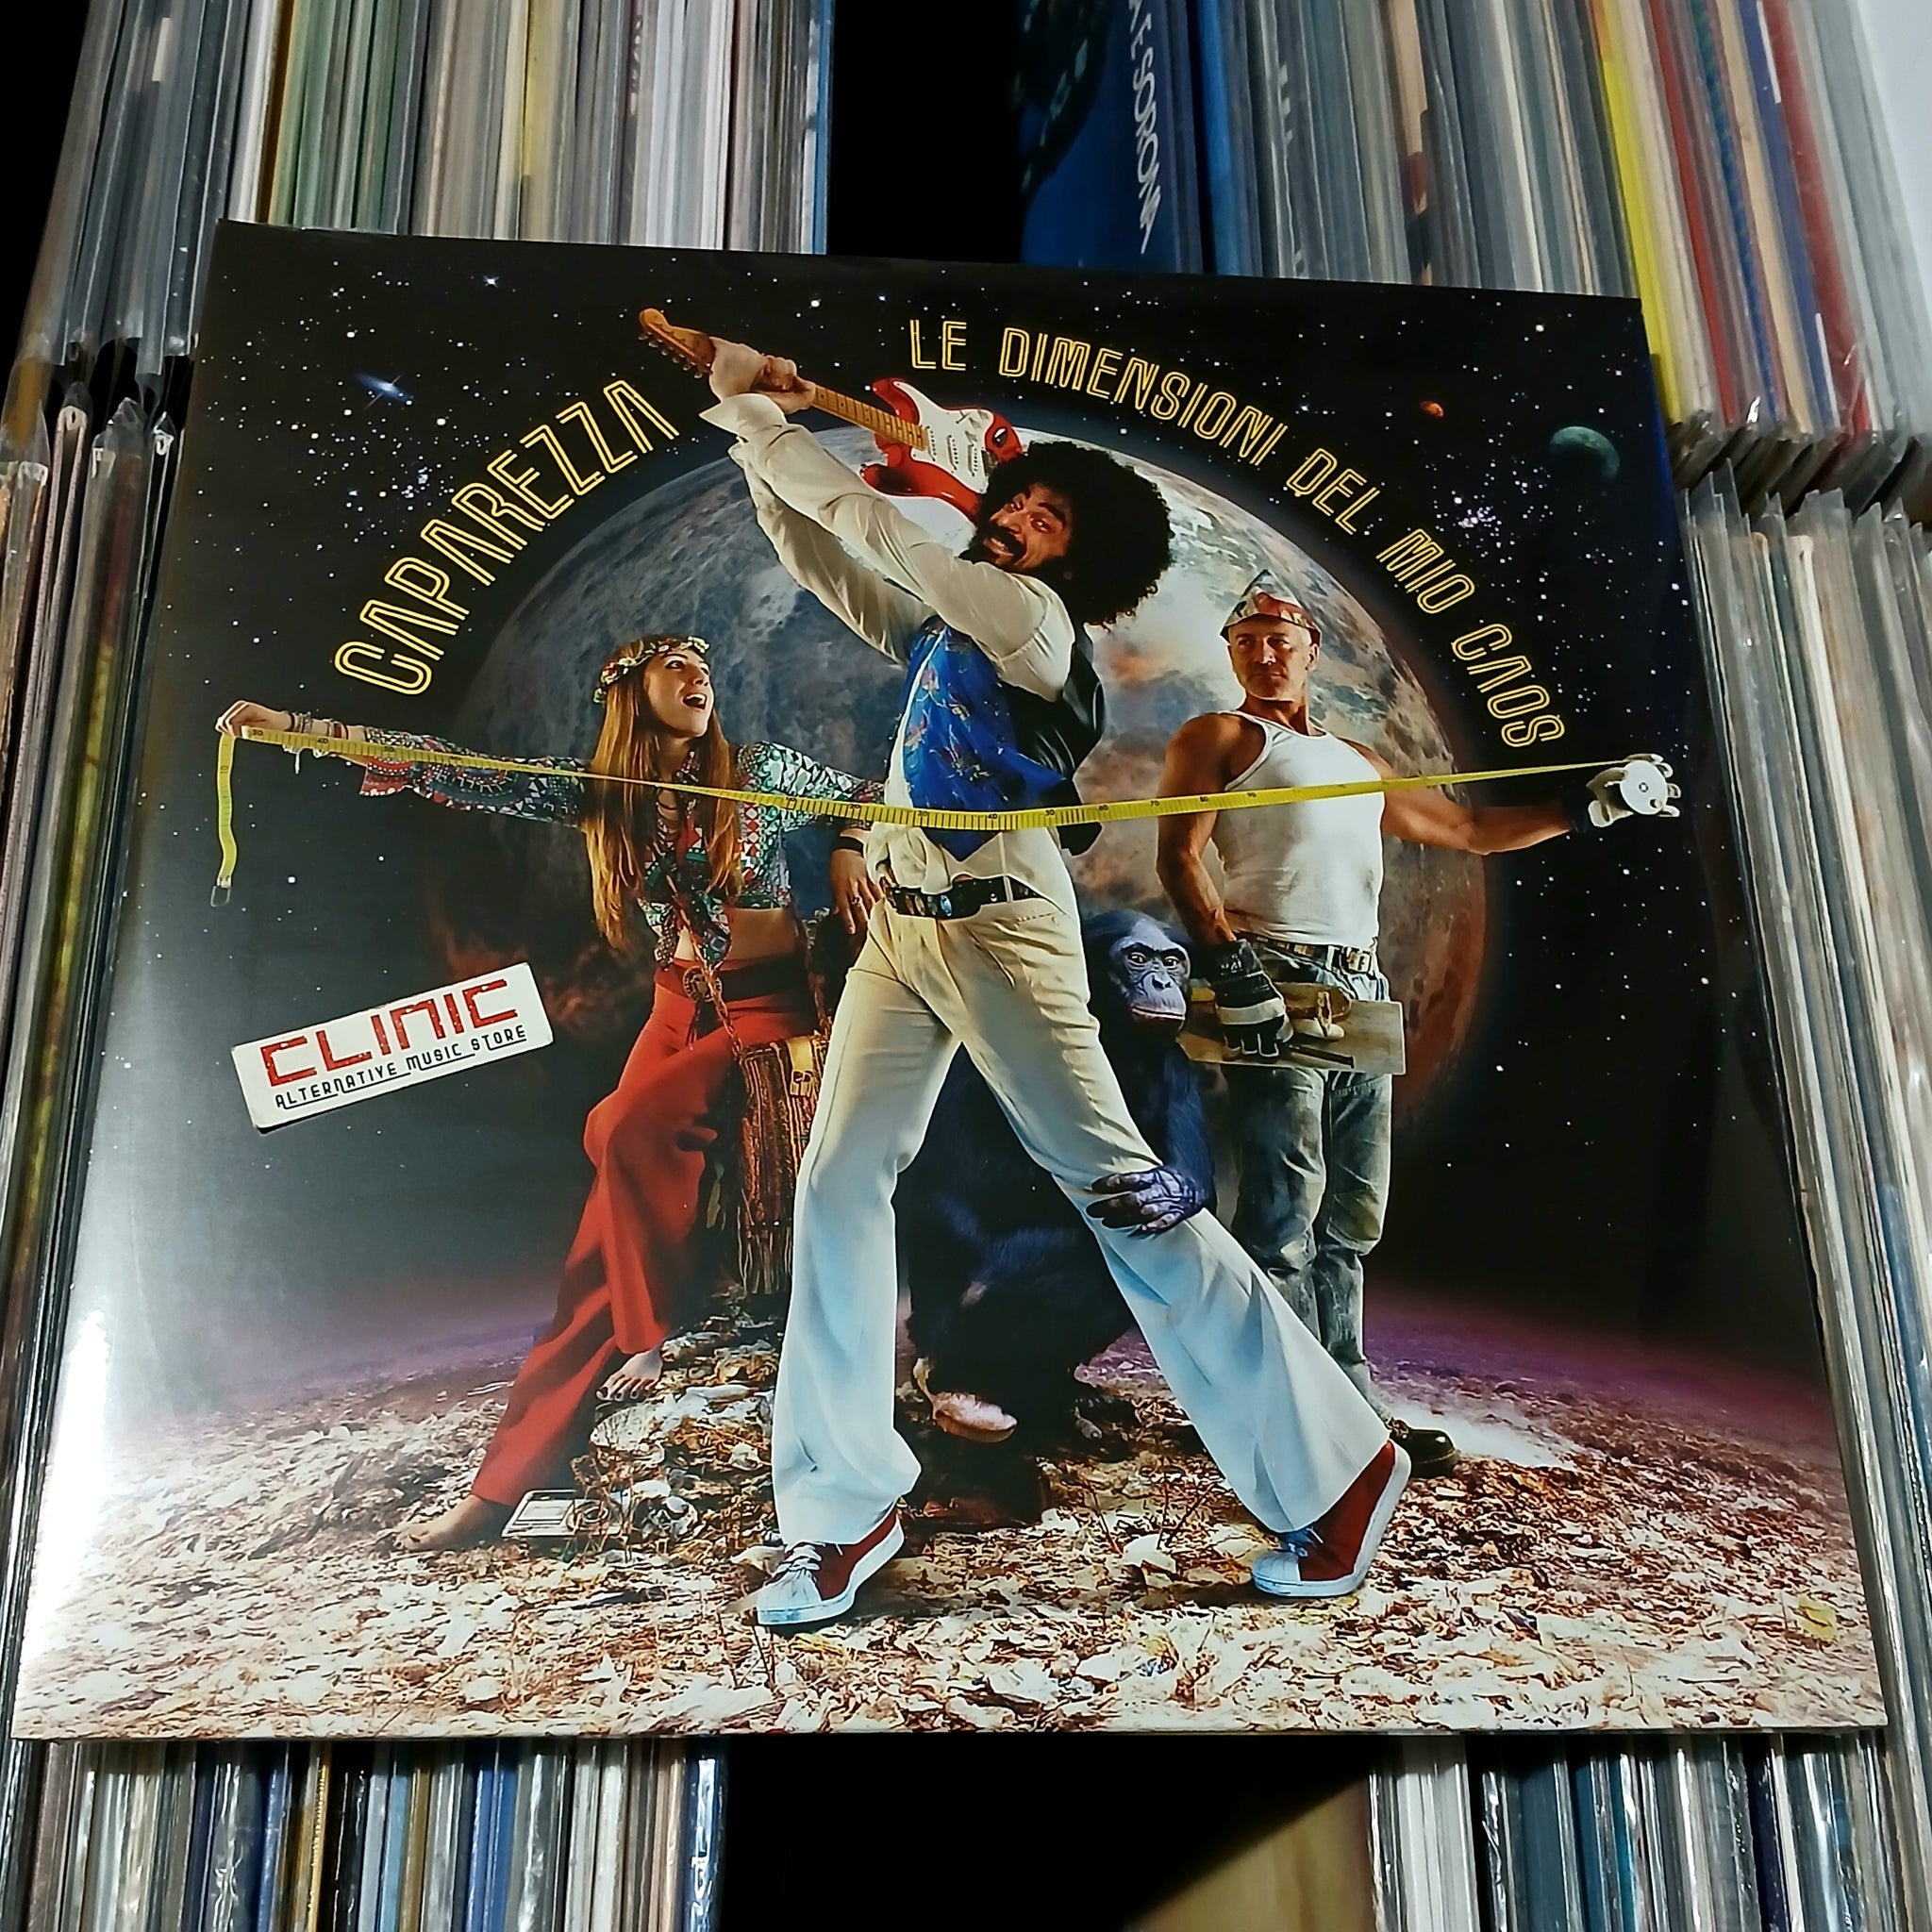 CAPAREZZA
LE DIMENSIONI DEL MIO CAOS
CLINIC
ALTERNATIVE MUSIC STORE